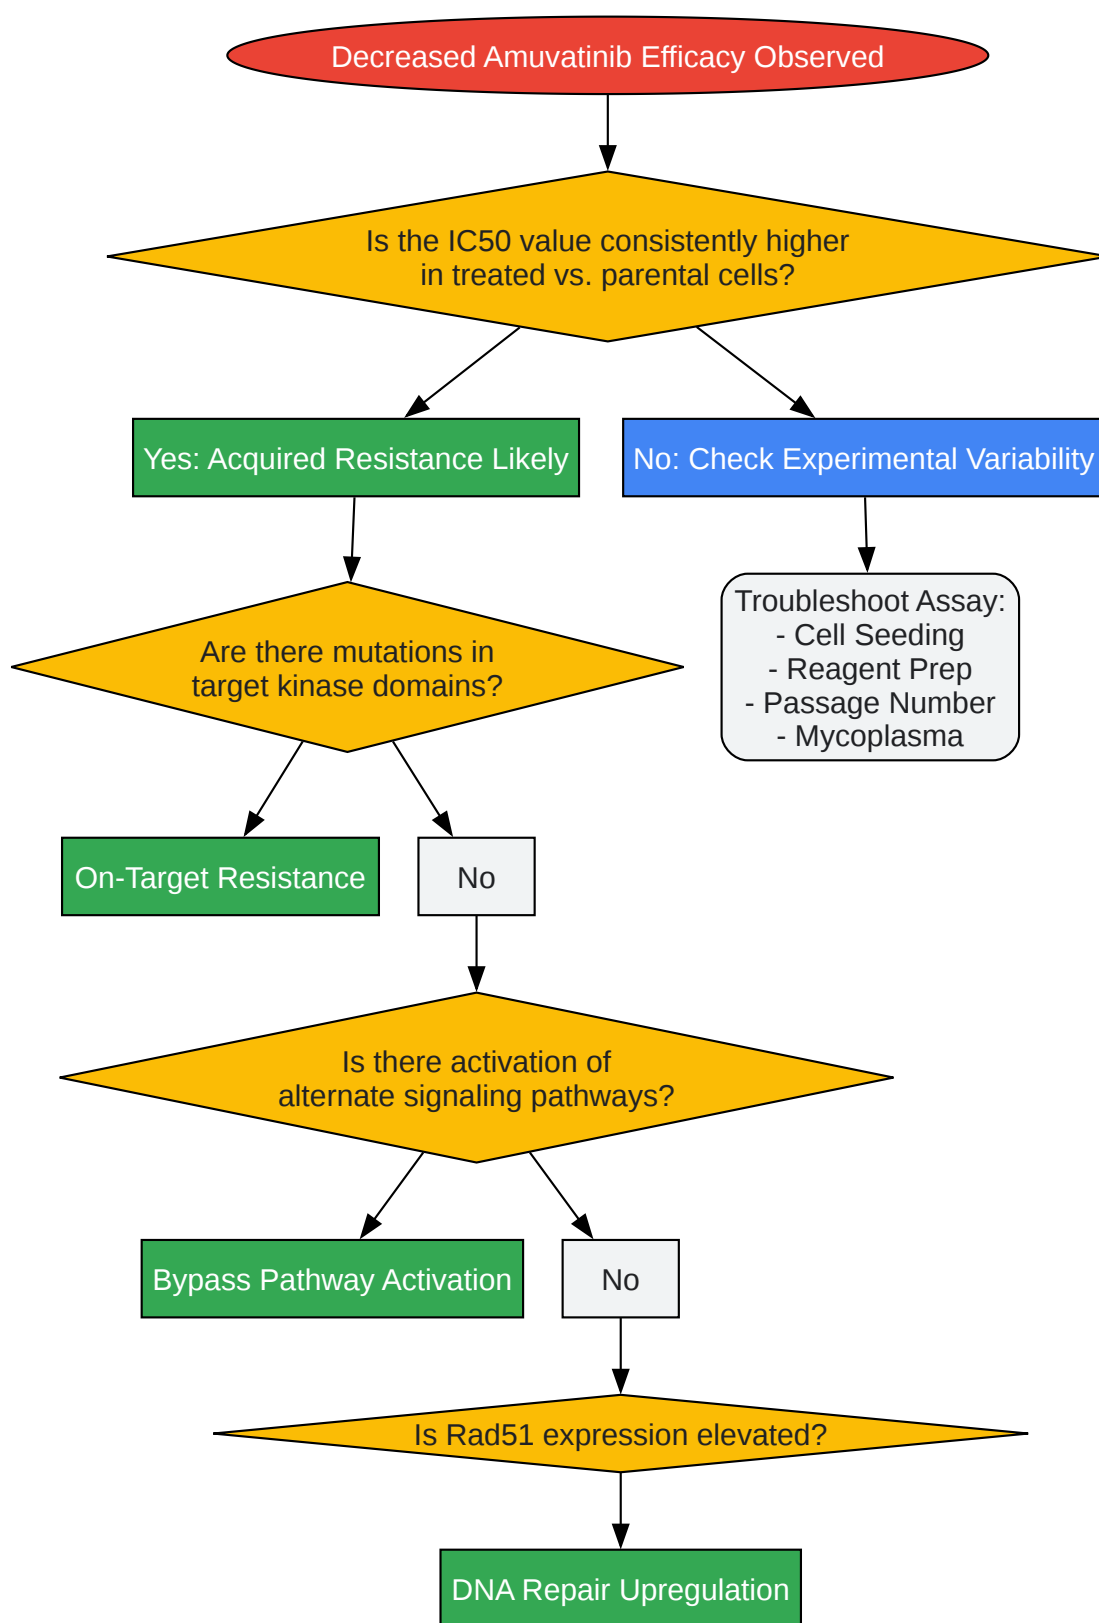 Decreased Amuvatinib Efficacy Observed
Is the IC50 value consistently higher
in treated vs. parental cells?
Yes: Acquired Resistance Likely
No: Check Experimental Variability
Are there mutations in
target kinase domains?
Troubleshoot Assay:
- Cell Seeding
- Reagent Prep
- Passage Number
- Mycoplasma
On-Target Resistance
No
Is there activation of
alternate signaling pathways?
Bypass Pathway Activation
No
Is Rad51 expression elevated?
DNA Repair Upregulation